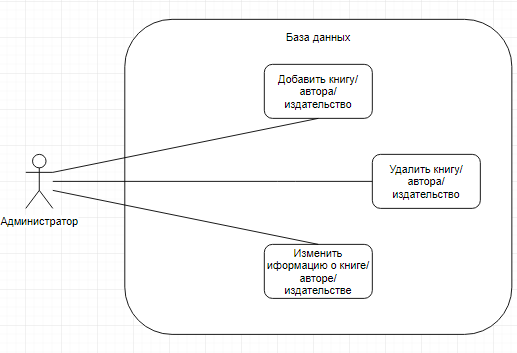 База данных
Добавить книгу/
автора/
издательство
Удалить книгу/
автора/
издательство
Администратор
Изменить
иформацию о книге/
авторе/
издательстве